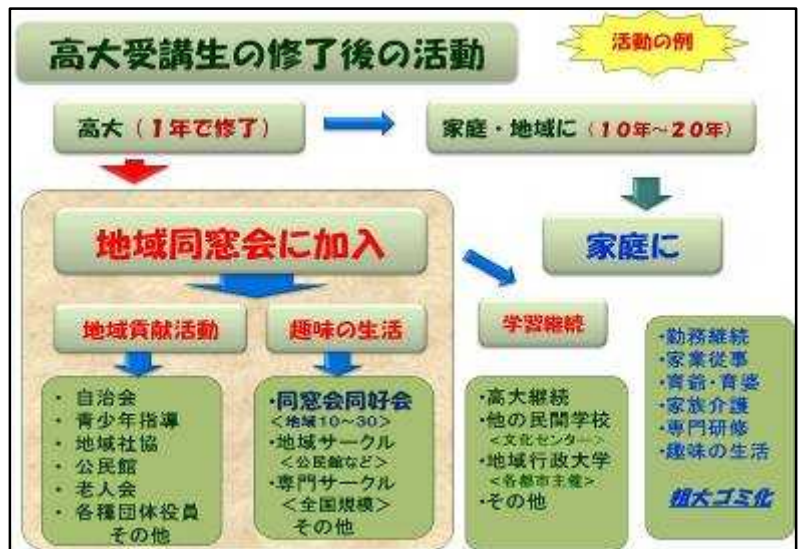 高大受講生の修了後の活動
活動の例
高大（1年で修了）
家庭・地域に（10年～20年）
地域同窓会に加入
家庭に
地域貢献活動
趣味の生活
学習継続
・自治会
・青少年指導
・地域社協
・公民館
・老人会
・各種団体役員
その他
・同窓会同好会
＜地域10～30＞
・地域サークル
＜公民館など＞
・専門サークル
＜全国規模＞
その他
・高大継続
・他の民間学校
＜文化センター＞
・地域行政大学
＜各都市主催＞
・その他
・勤務継続
・家業従事
・育爺・育婆
・家族介護
・専門研修
・趣味の生活
粗大ゴミ化